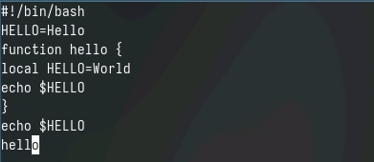 #!/bin/bash
HELLO=Hello
function hello {
local HELLO=World
echo $HELLO
}
echo $HELLO
hello